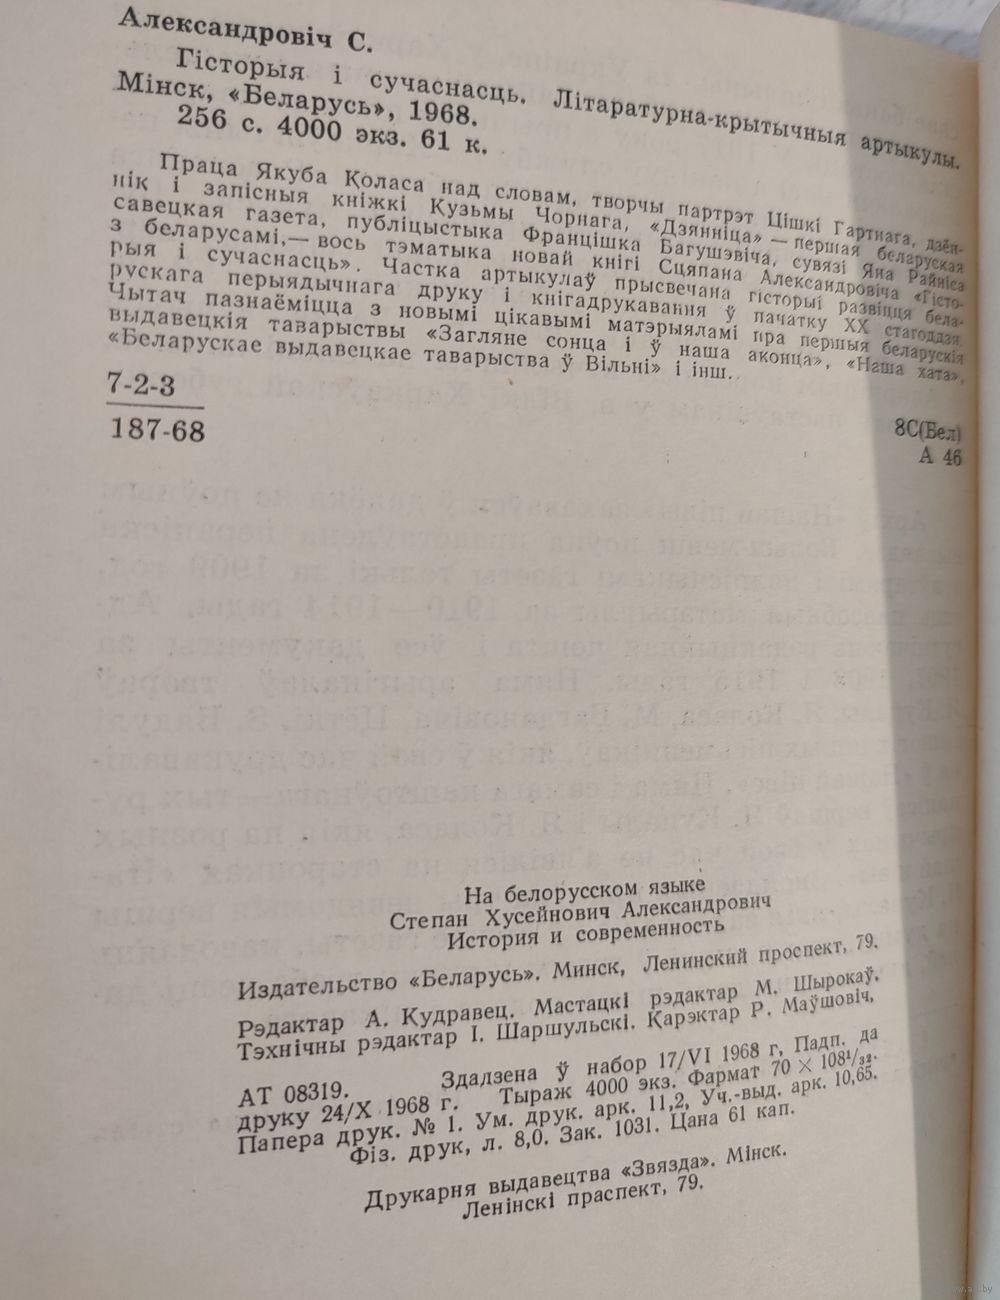 Александровіч С.
Гісторыя і сучаснасць. Літаратурна-крытычныя артыкулы.
Мінск, «Беларусь», 1968.
256 с. 4000 экз. 61 к.
Праца Якуба Коласа над словам, творчы партрэт Цішкі Гартнага, дзён-
нік і запісныя кніжкі Кузьмы Чорнага, «Дзянніца» — першая беларуская
савецкая газета, публіцыстыка Францішка Багушэвіча, сувязі Яна Райніса
з беларусамі,— вось тэматыка новай кнігі Сцяпана Александровіча «Гісто-
рыя і сучаснасць». Частка артыкулаў прысвечана гісторыі развіцця бела-
рускага перыядычнага друку і кнігадрукавання ў пачатку XX стагоддзя.
Чытач пазнаёміцца з новымі цікавымі матэрыяламі пра першыя беларускія
выдавецкія таварыствы «Загляне сонца і ў наша аконца», «Наша хата»,
«Беларускае выдавецкае таварыства ў Вільні» і інш.
7-2-3
187-68
8С(Бел)
А 46
На белорусском языке
Степан Хусейнович Александрович
История и современность
Издательство «Беларусь». Минск, Ленинский проспект, 79.
Рэдактар А. Кудравец. Мастацкі рэдактар М. Шырокаў.
Тэхнічны рэдактар І. Шаршульскі. Карэктар Р. Маўшовіч.
АТ 08319. Здадзена ў набор 17/VI 1968 г, Падп. да
друку 24/X 1968 г. Тыраж 4000 экз. Фармат 70 × 108¹/₃₂.
Папера друк. № 1. Ум. друк. арк. 11,2, Уч.-выд. арк. 10,65.
Фіз. друк, л. 8,0. Зак. 1031. Цана 61 кап.
Друкарня выдавецтва «Звязда». Мінск.
Ленінскі праспект, 79.